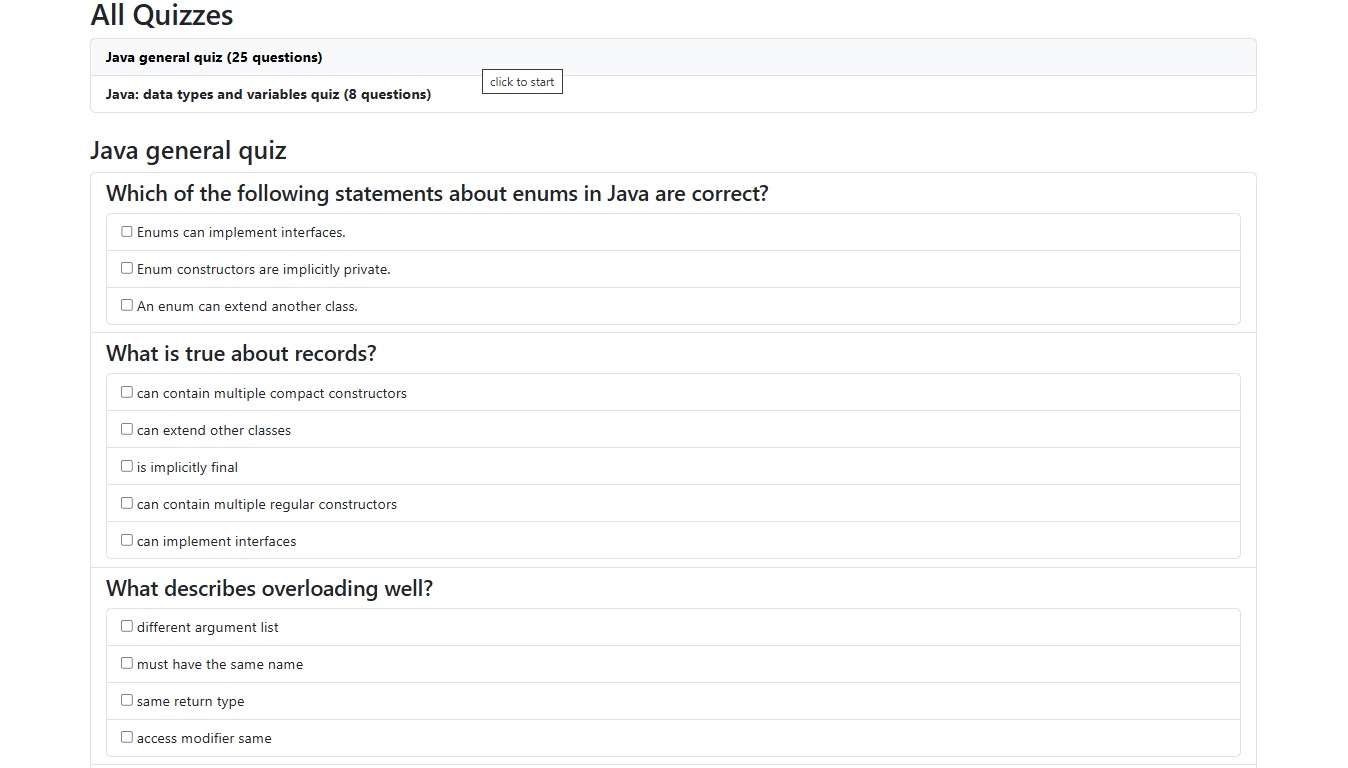 All Quizzes
Java general quiz (25 questions)
click to start
Java: data types and variables quiz (8 questions)
Java general quiz
Which of the following statements about enums in Java are correct?
Enums can implement interfaces.
Enum constructors are implicitly private.
An enum can extend another class.
What is true about records?
can contain multiple compact constructors
can extend other classes
is implicitly final
can contain multiple regular constructors
can implement interfaces
What describes overloading well?
different argument list
must have the same name
same return type
access modifier same